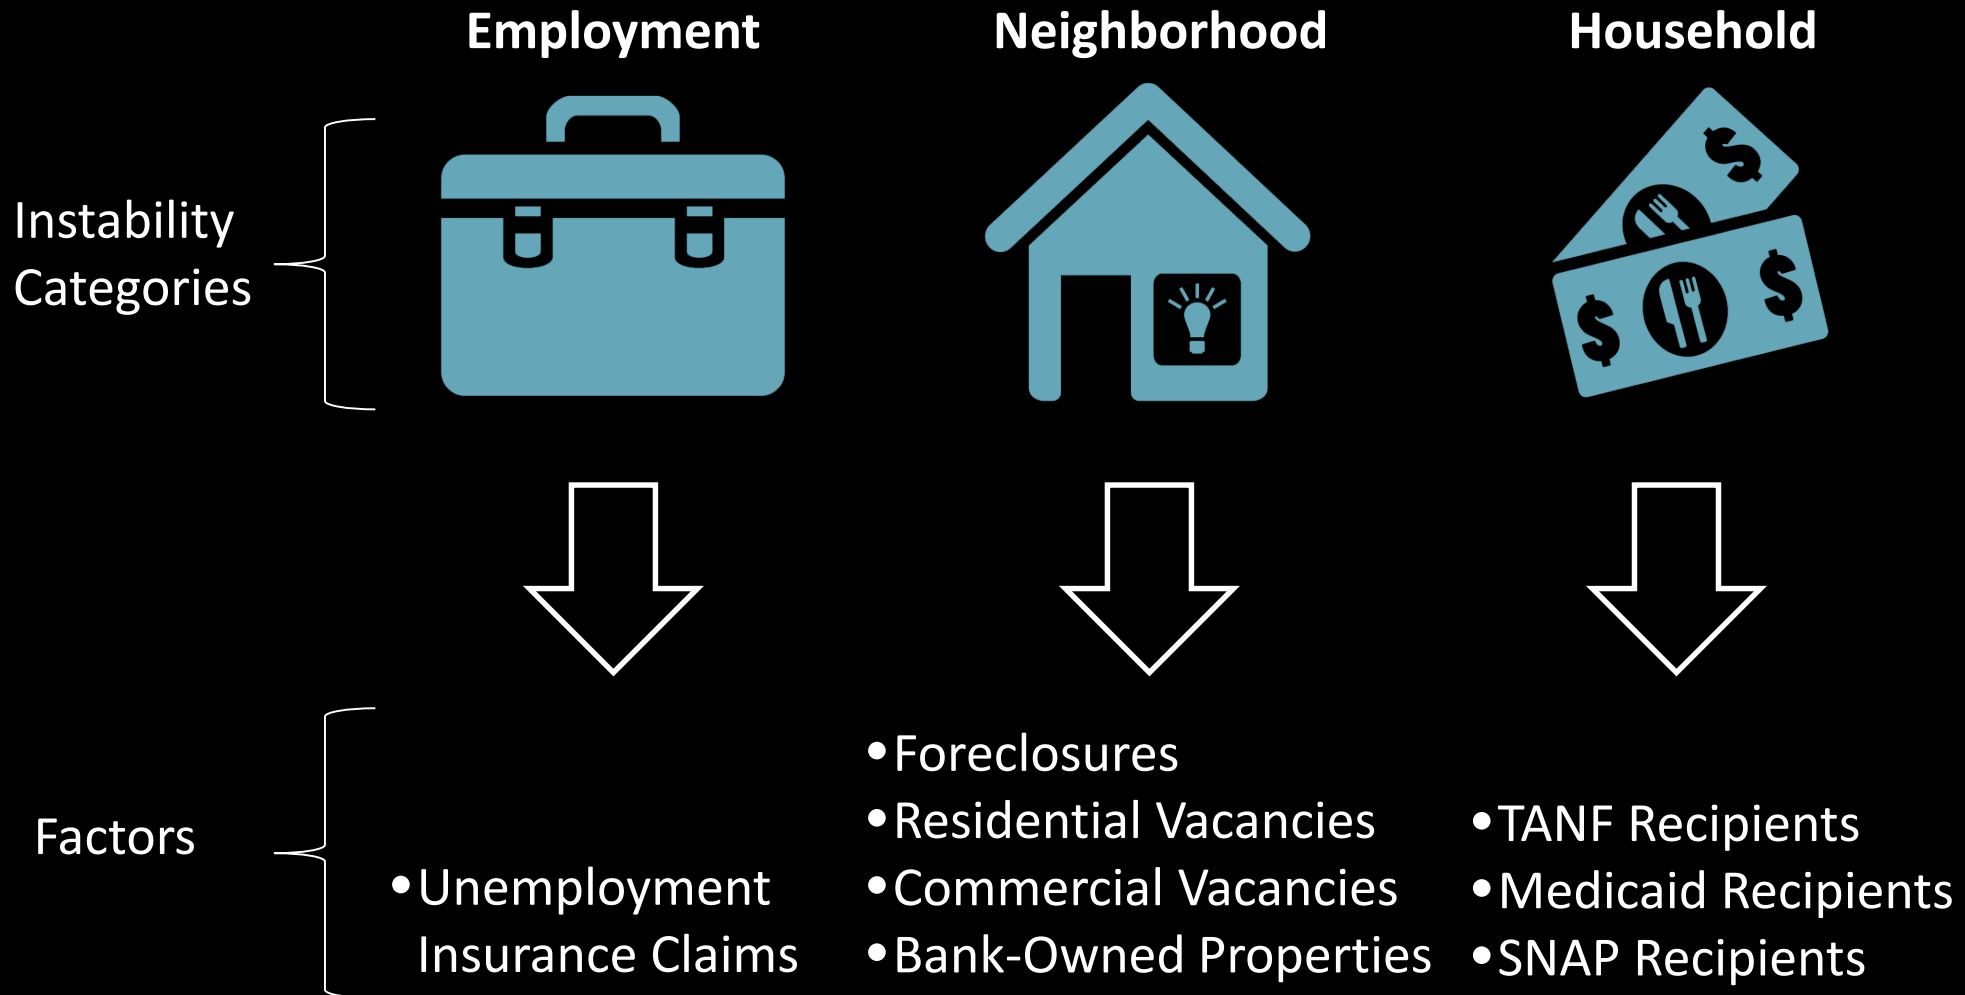 Employment
Neighborhood
Household
Instability
Categories
$
$
$
Factors
•Unemployment
Insurance Claims
•Foreclosures
•Residential Vacancies
•Commercial Vacancies
•Bank-Owned Properties
•TANF Recipients
•Medicaid Recipients
•SNAP Recipients